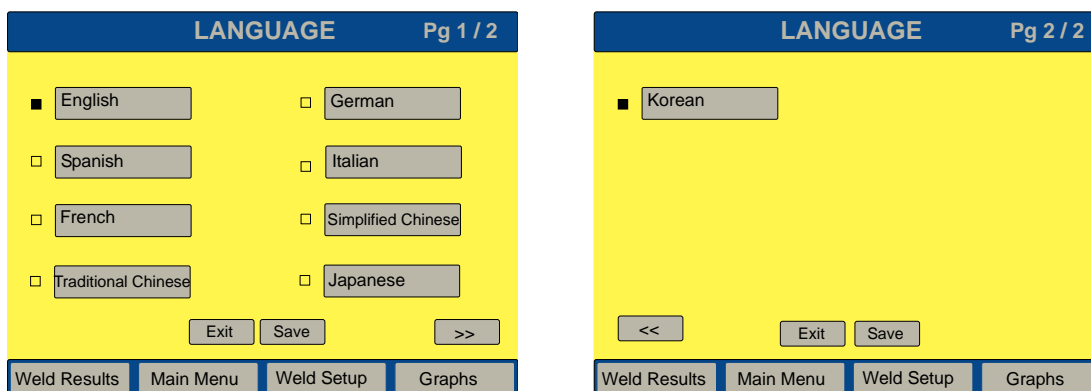 LANGUAGE Pg 1 / 2
English German
Spanish Italian
French Simplified Chinese
Traditional Chinese Japanese
Exit Save >>
Weld Results Main Menu Weld Setup Graphs
LANGUAGE Pg 2 / 2
Korean
<< Exit Save
Weld Results Main Menu Weld Setup Graphs